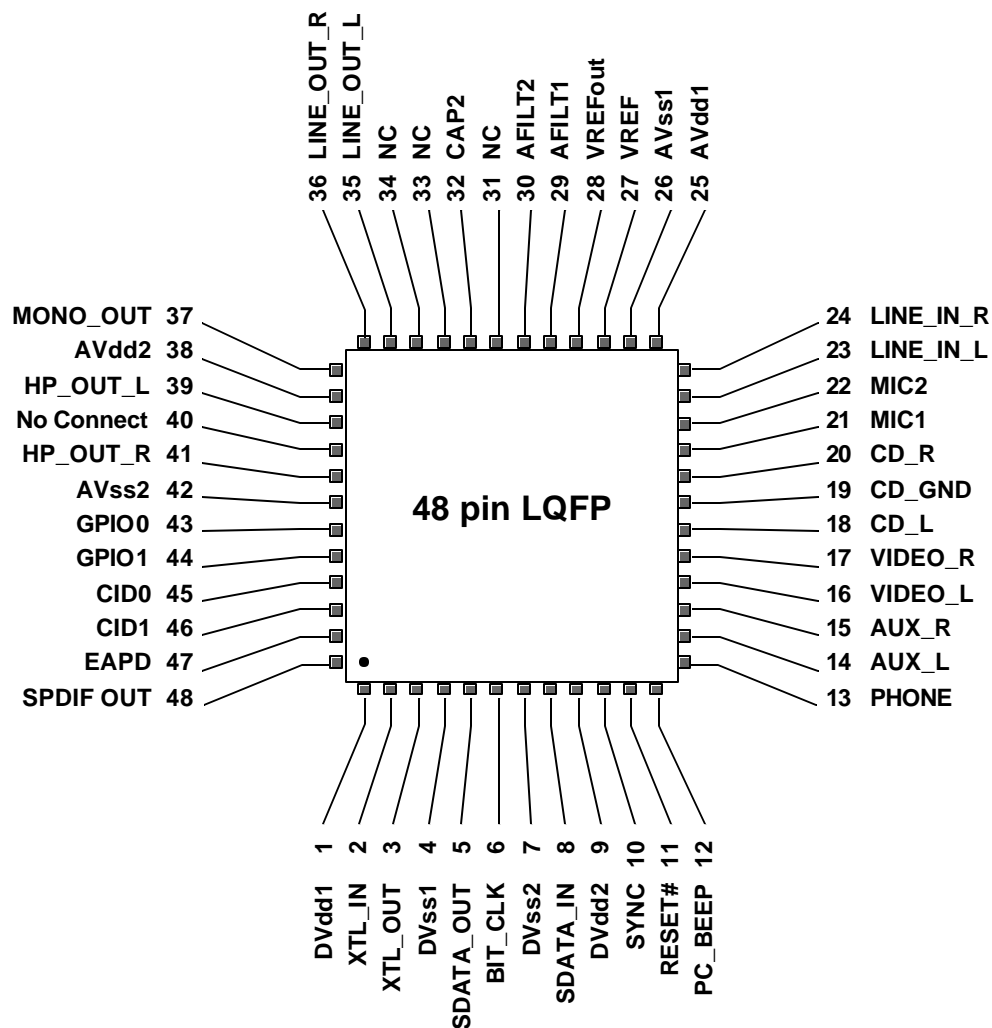 36 LINE_OUT_R
35 LINE_OUT_L
34 NC
33 NC
32 CAP2
31 NC
30 AFILT2
29 AFILT1
28 VREFout
27 VREF
26 AVss1
25 AVdd1
MONO_OUT 37
AVdd2 38
HP_OUT_L 39
No Connect 40
HP_OUT_R 41
AVss2 42
GPIO0 43
GPIO1 44
CID0 45
CID1 46
EAPD 47
SPDIF OUT 48
48 pin LQFP
24 LINE_IN_R
23 LINE_IN_L
22 MIC2
21 MIC1
20 CD_R
19 CD_GND
18 CD_L
17 VIDEO_R
16 VIDEO_L
15 AUX_R
14 AUX_L
13 PHONE
DVdd1 1
XTL_IN 2
XTL_OUT 3
DVss1 4
SDATA_OUT 5
BIT_CLK 6
DVss2 7
SDATA_IN 8
DVdd2 9
SYNC 10
RESET# 11
PC_BEEP 12